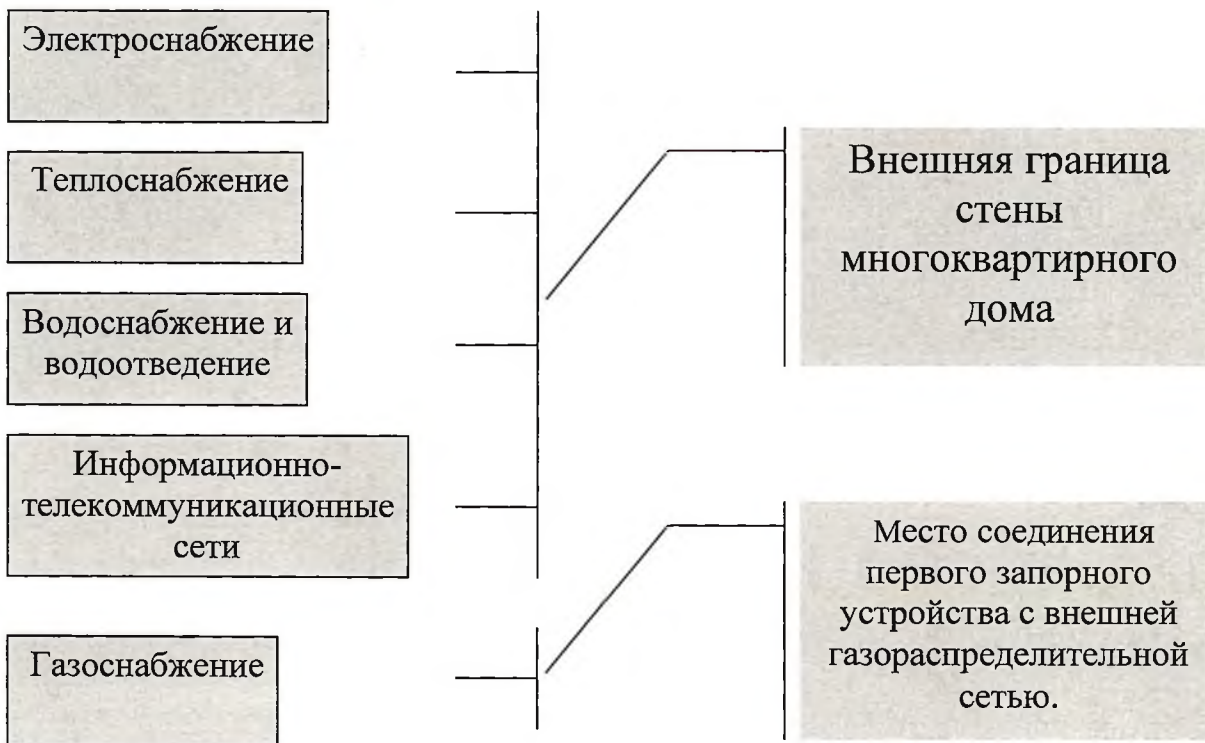 Электроснабжение
Теплоснабжение
Водоснабжение и
водоотведение
Информационно-
телекоммуникационные
сети
Газоснабжение
Внешняя граница
стены
многоквартирного
дома
Место соединения
первого запорного
устройства с внешней
газораспределительной
сетью.